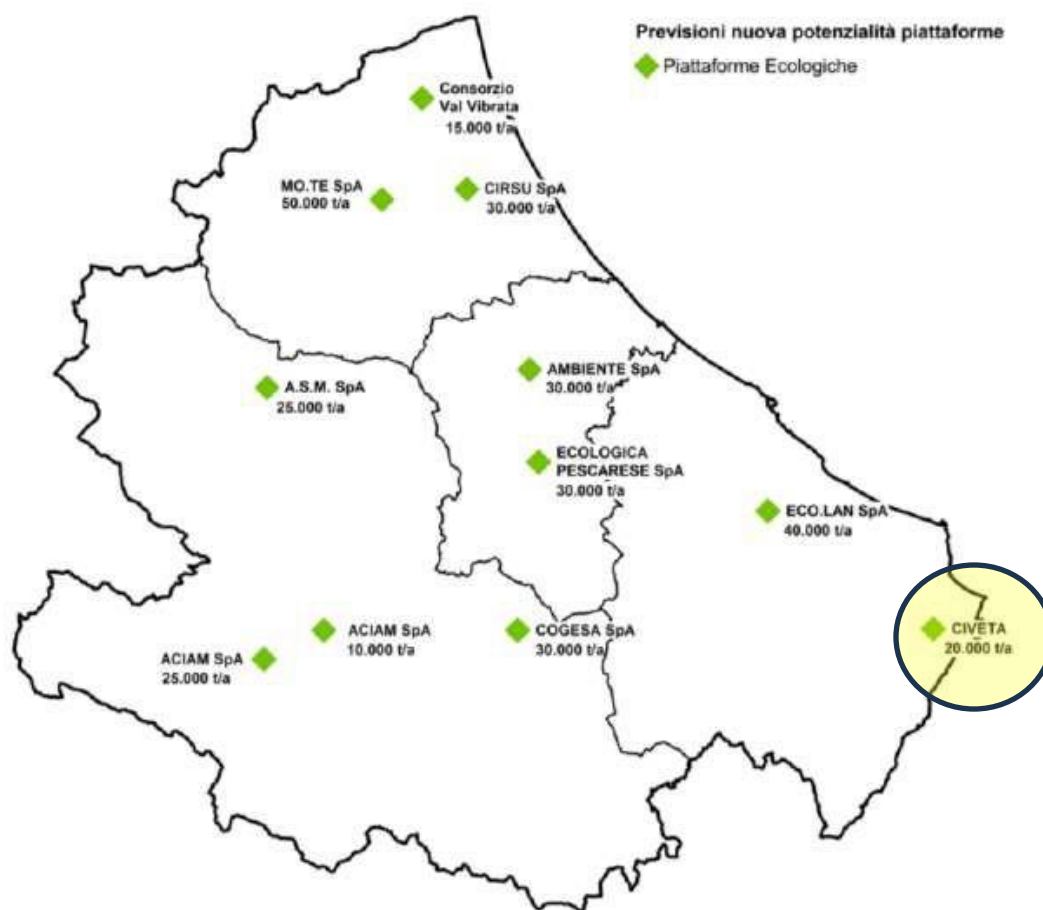 Previsioni nuova potenzialità piattaforme
Piattaforme Ecologiche
Consorzio
Val Vibrata
15.000 t/a
MO.TE SpA
50.000 t/a
CIRSU SpA
30.000 t/a
A.S.M. SpA
25.000 t/a
AMBIENTE SpA
30.000 t/a
ECOLOGICA
PESCARESE SpA
30.000 t/a
ECO.LAN SpA
40.000 t/a
ACIAM SpA
10.000 t/a
ACIAM SpA
25.000 t/a
COGESA SpA
30.000 t/a
CIVETA
20.000 t/a